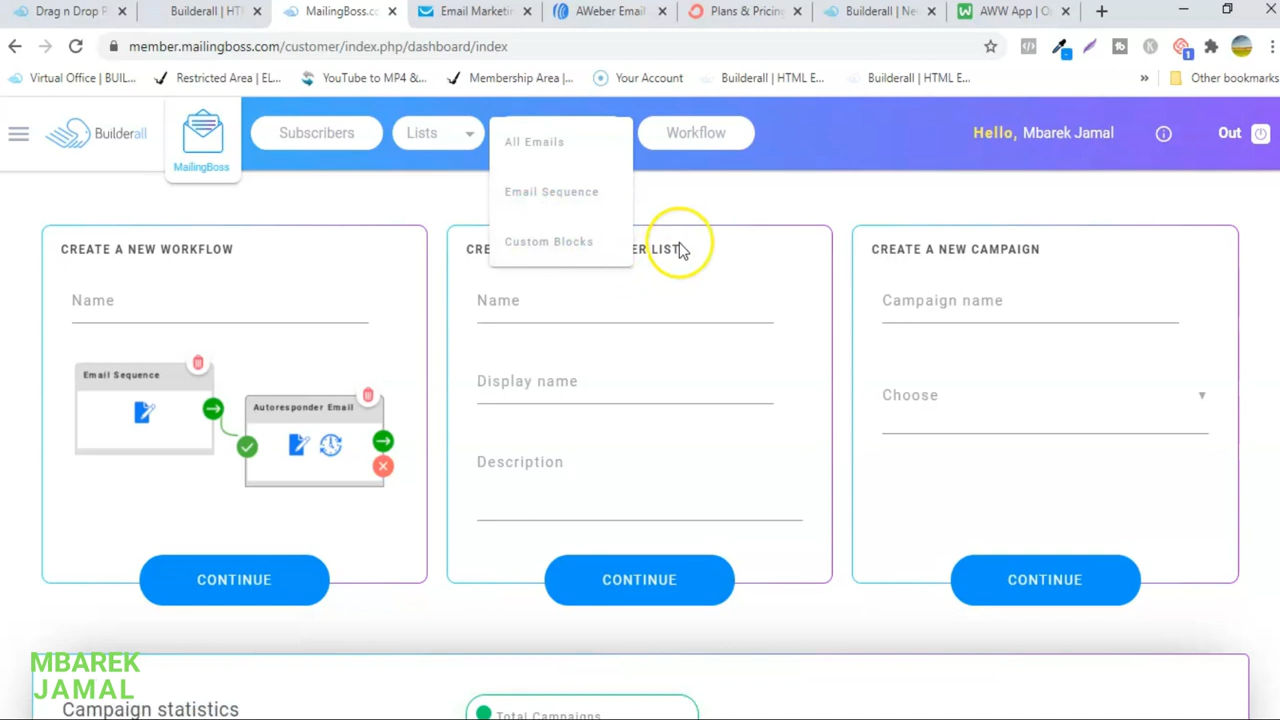 Drag n Drop P
Builderall | HT
MailingBoss.c
Email Marketin
AWeber Email
Plans & Pricing
Builderall | Ne
AWW App | O
member.mailingboss.com/customer/index.php/dashboard/index
Virtual Office | BUIL...
Restricted Area | EL...
YouTube to MP4 &...
Membership Area |...
Your Account
Builderall | HTML E...
Builderall | HTML E...
Other bookmarks
Builderall
MailingBoss
Subscribers
Lists
All Emails
Email Sequence
Custom Blocks
Workflow
Hello, Mbarek Jamal
Out
CREATE A NEW WORKFLOW
Name
Email Sequence
Autoresponder Email
CONTINUE
CRE ER LIST
Name
Display name
Description
CONTINUE
CREATE A NEW CAMPAIGN
Campaign name
Choose
CONTINUE
MBAREK
JAMAL
Campaign statistics
Total Campaigns